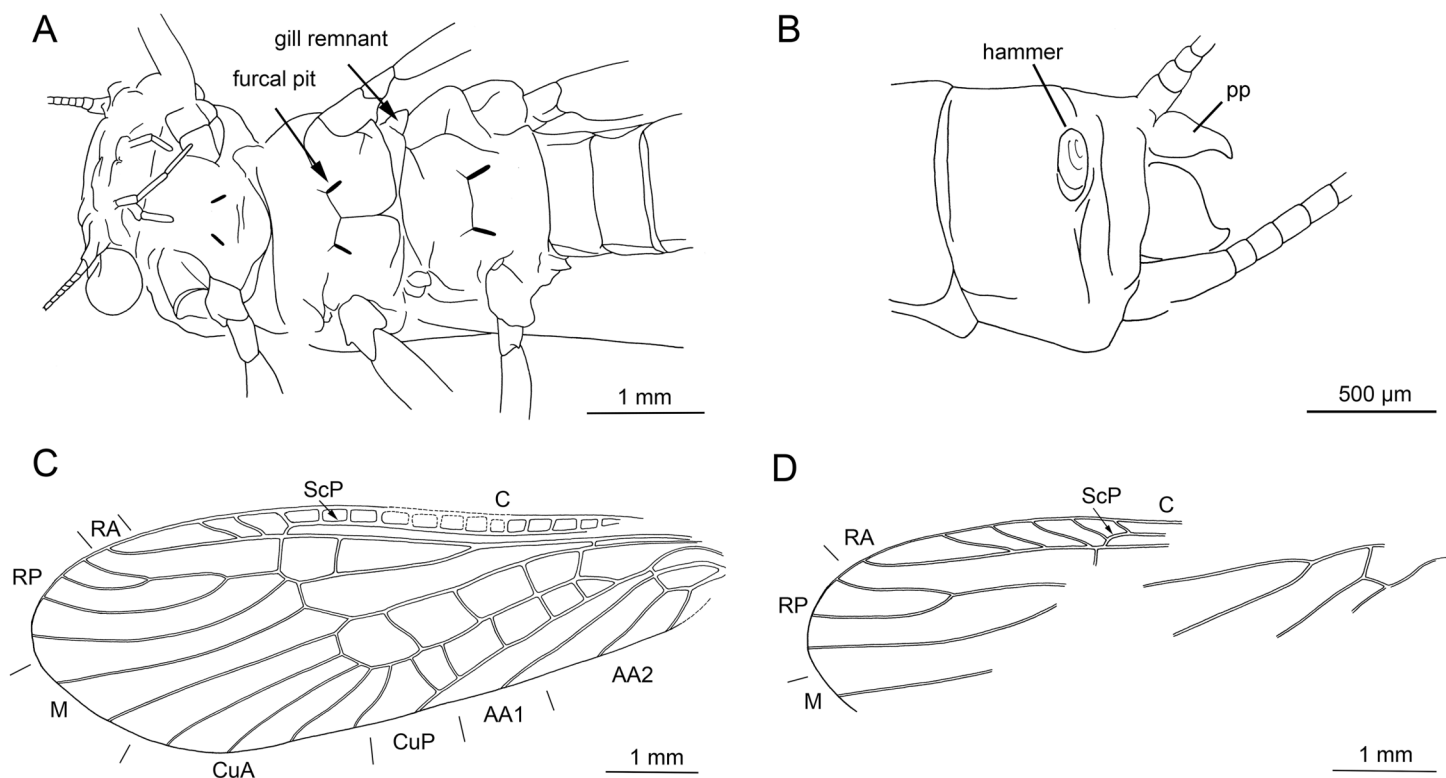 A
gill remnant
furcal pit
1 mm
B
hammer
pp
500 µm
C
ScP
C
RA
RP
M
CuA
CuP
AA1
AA2
1 mm
D
ScP
C
RA
RP
M
1 mm